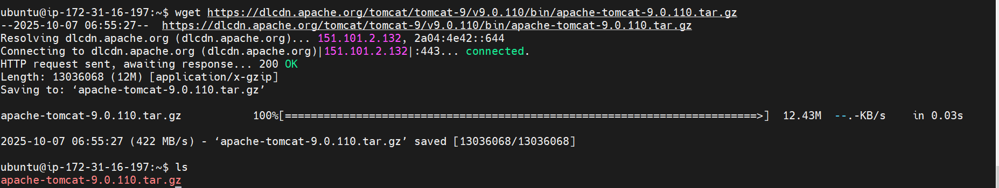 ubuntu@ip-172-31-16-197:~$ wget https://dlcdn.apache.org/tomcat/tomcat-9/v9.0.110/bin/apache-tomcat-9.0.110.tar.gz
--2025-10-07 06:55:27--  https://dlcdn.apache.org/tomcat/tomcat-9/v9.0.110/bin/apache-tomcat-9.0.110.tar.gz
Resolving dlcdn.apache.org (dlcdn.apache.org)... 151.101.2.132, 2a04:4e42::644
Connecting to dlcdn.apache.org (dlcdn.apache.org)|151.101.2.132|:443... connected.
HTTP request sent, awaiting response... 200 OK
Length: 13036068 (12M) [application/x-gzip]
Saving to: ‘apache-tomcat-9.0.110.tar.gz’
apache-tomcat-9.0.110.tar.gz           100%[=========================================================================>]  12.43M  --.-KB/s    in 0.03s
2025-10-07 06:55:27 (422 MB/s) - ‘apache-tomcat-9.0.110.tar.gz’ saved [13036068/13036068]
ubuntu@ip-172-31-16-197:~$ ls
apache-tomcat-9.0.110.tar.gz